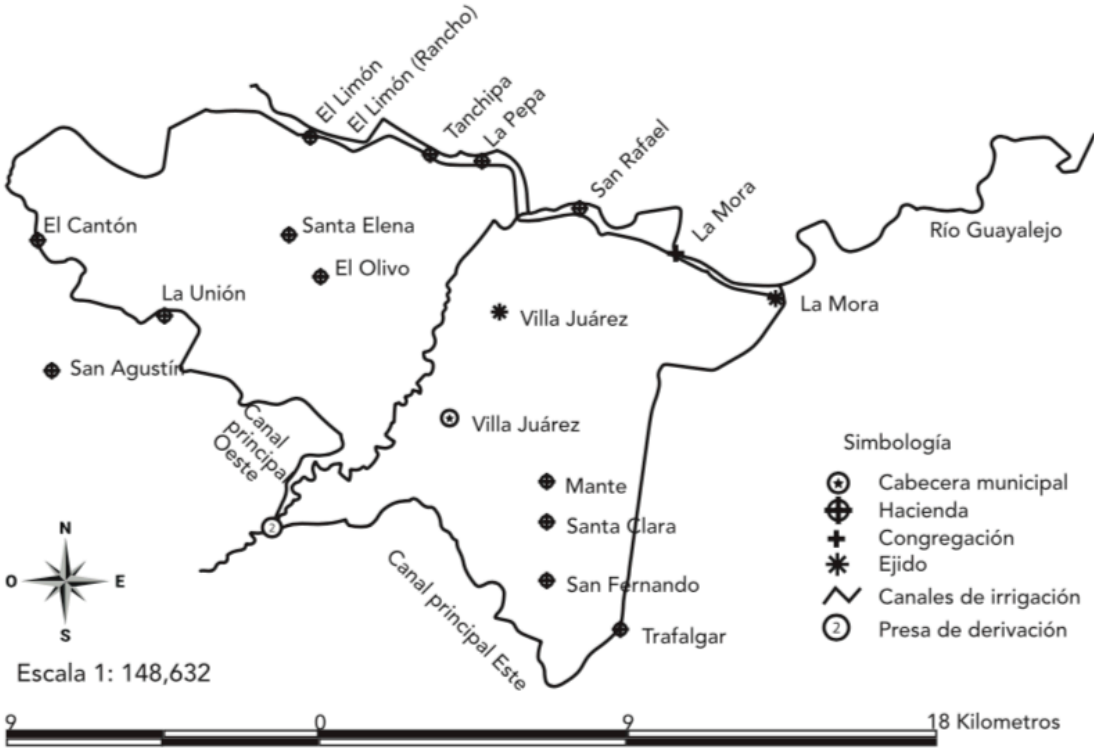 El Limón
El Limón (Rancho)
Tanchipa
La Pepa
San Rafael
La Mora
Río Guayalejo
El Cantón
Santa Elena
El Olivo
La Unión
Villa Juárez
La Mora
San Agustín
Canal
principal
Oeste
Villa Juárez
Mante
2
Santa Clara
San Fernando
Canal principal Este
Trafalgar
Simbología
Cabecera municipal
Hacienda
Congregación
Ejido
Canales de irrigación
2 Presa de derivación
N
O E
S
Escala 1: 148,632
9 0 9 18 Kilometros